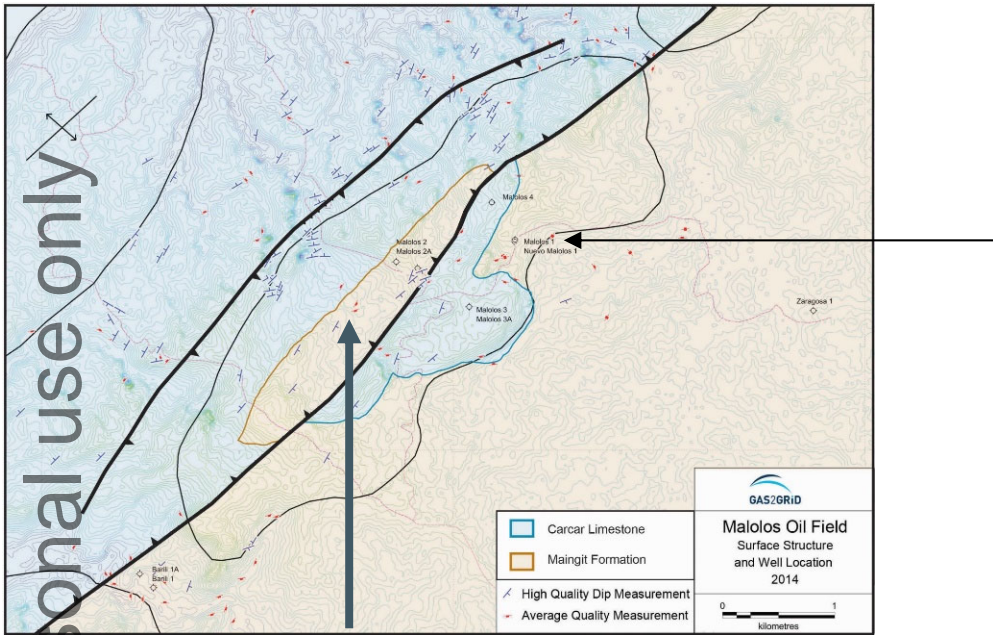 sonal use only
Malolos 4
Malolos 1
Nuevo Malolos 1
Malolos 2
Malolos 2A
Malolos 3
Malolos 3A
Zaragosa 1
Barili 1A
Barili 1
Carcar Limestone
Maingit Formation
High Quality Dip Measurement
Average Quality Measurement
GAS2GRiD
Malolos Oil Field
Surface Structure
and Well Location
2014
0 1
kilometres